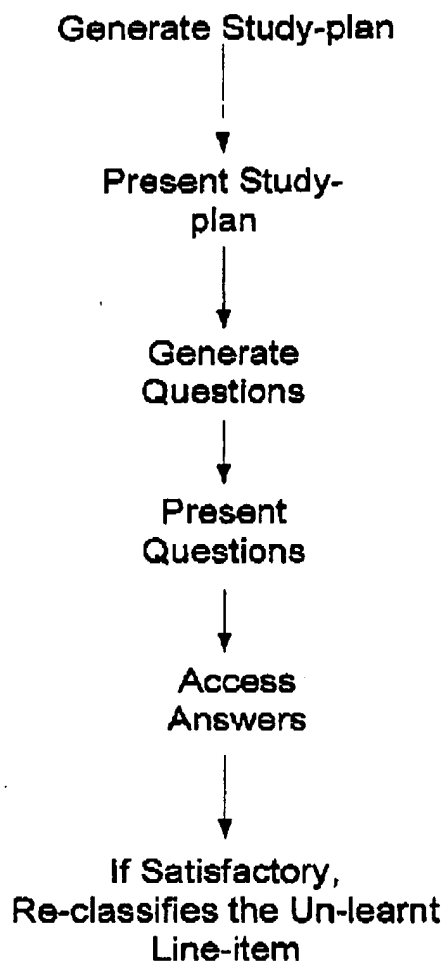 Generate Study-plan
Present Study-
plan
Generate
Questions
Present
Questions
Access
Answers
If Satisfactory,
Re-classifies the Un-learnt
Line-item